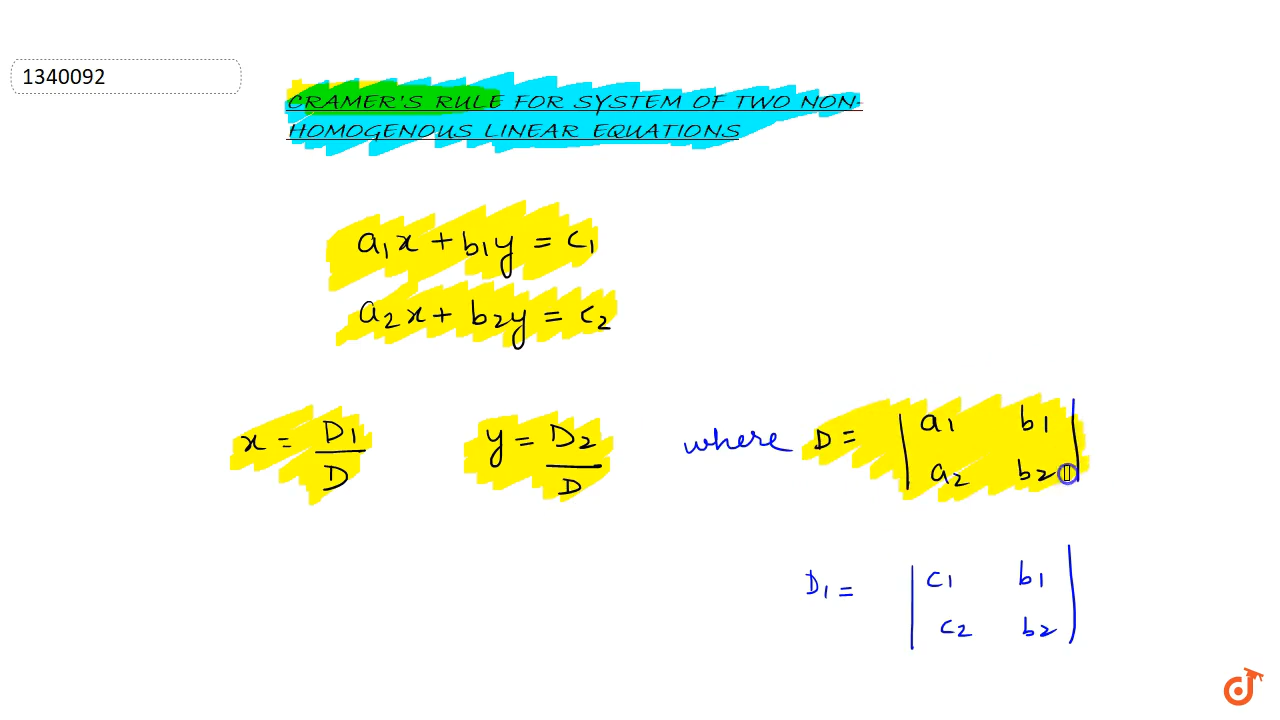 1340092
CRAMER'S RULE FOR SYSTEM OF TWO NON-
HOMOGENOUS LINEAR EQUATIONS
a₁x + b₁y = c₁
a₂x + b₂y = c₂
x = D₁/D y = D₂/D where D = | a₁ b₁ |
| a₂ b₂ |
D₁ = | c₁ b₁ |
| c₂ b₂ |